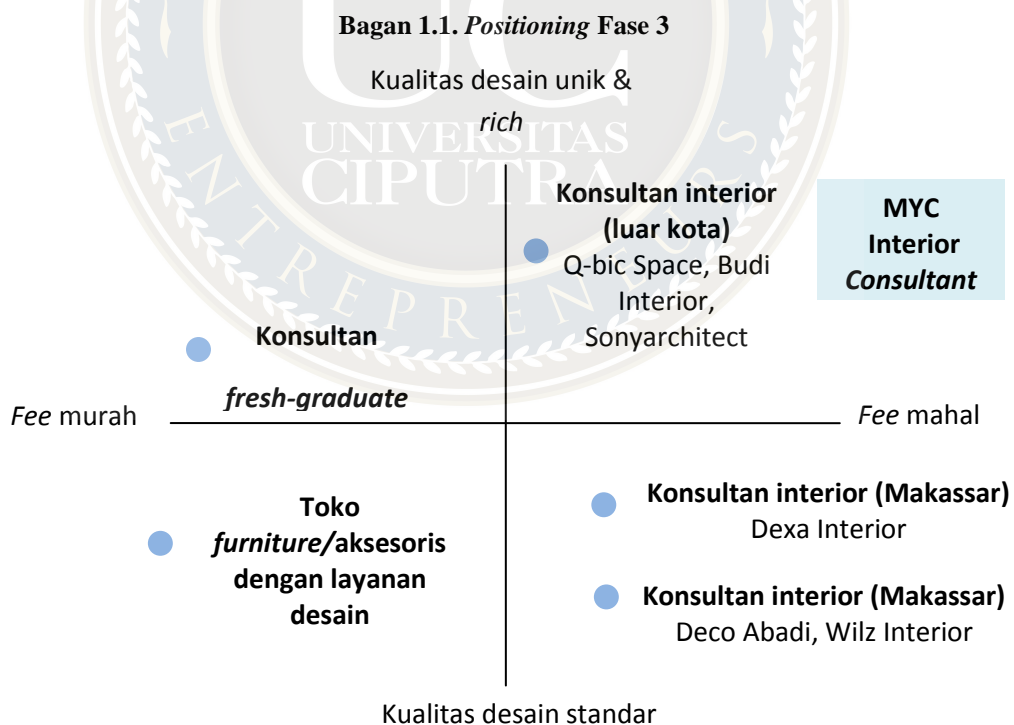 Bagan 1.1. Positioning Fase 3
Kualitas desain unik &
rich
UC
UNIVERSITAS
CIPUTRA
ENTREPRENEURS
Konsultan interior
(luar kota)
Q-bic Space, Budi
Interior,
Sonyarchitect
MYC
Interior
Consultant
Konsultan
fresh-graduate
Fee murah
Fee mahal
Toko
furniture/aksesoris
dengan layanan
desain
Konsultan interior (Makassar)
Dexa Interior
Konsultan interior (Makassar)
Deco Abadi, Wilz Interior
Kualitas desain standar